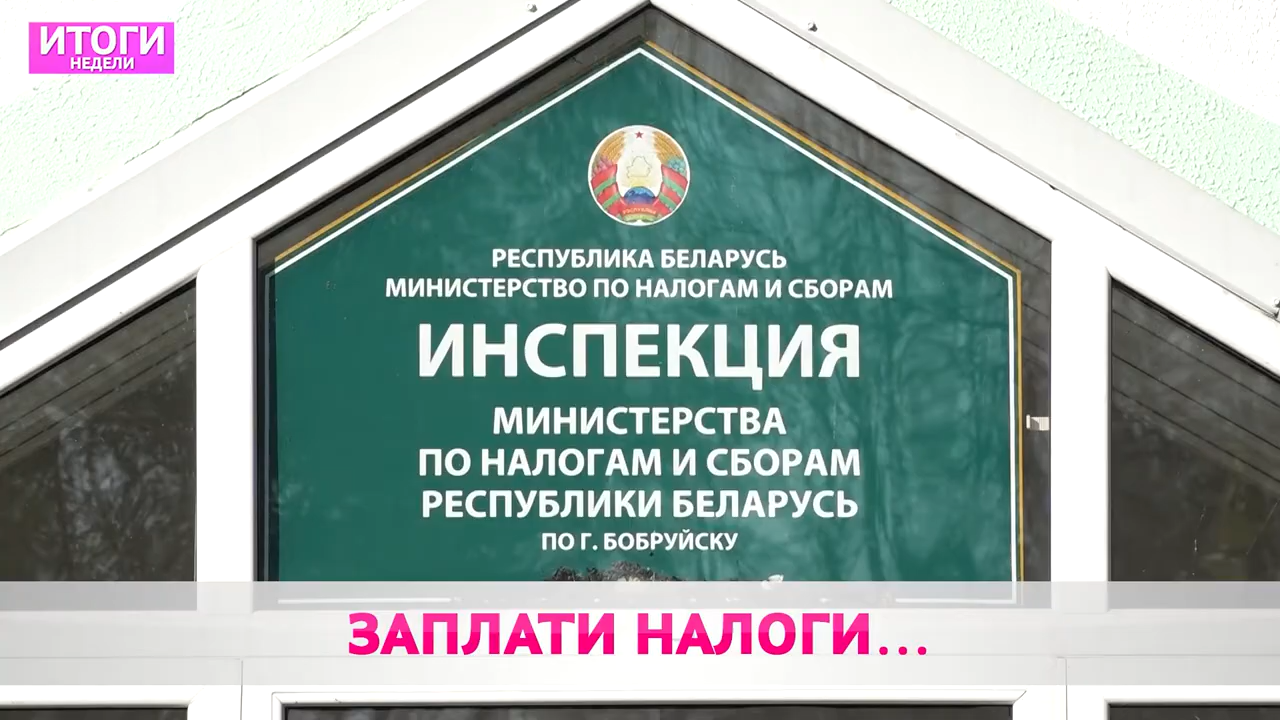 ИТОГИ
НЕДЕЛИ
РЕСПУБЛИКА БЕЛАРУСЬ
МИНИСТЕРСТВО ПО НАЛОГАМ И СБОРАМ
ИНСПЕКЦИЯ
МИНИСТЕРСТВА
ПО НАЛОГАМ И СБОРАМ
РЕСПУБЛИКИ БЕЛАРУСЬ
ПО Г. БОБРУЙСКУ
ЗАПЛАТИ НАЛОГИ...